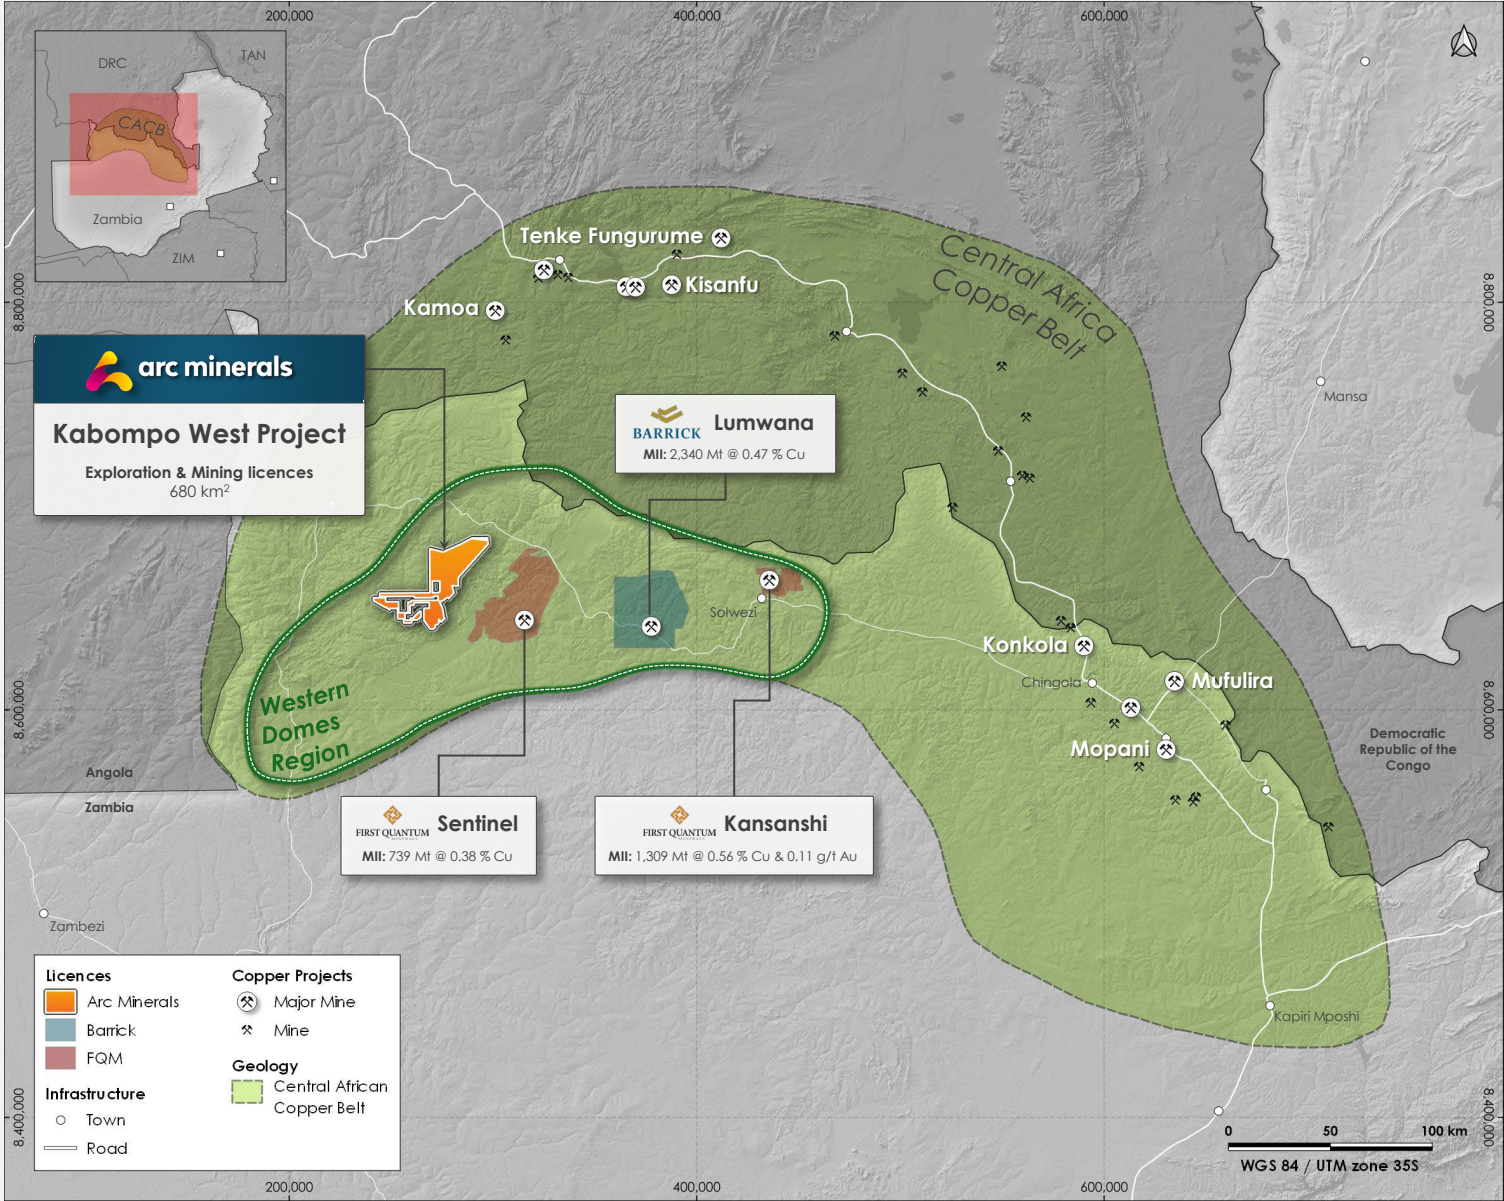 200,000
400,000
600,000
DRC
TAN
CACB
Zambia
ZIM
8,800,000
8,800,000
Tenke Fungurume
Kisanfu
Kamoa
Central Africa
Copper Belt
arc minerals
Kabompo West Project
Exploration & Mining licences
680 km²
BARRICK
Lumwana
MII: 2,340 Mt @ 0.47 % Cu
Mansa
Solwezi
Konkola
Chingola
Mufulira
Mopani
Western
Domes
Region
8,600,000
8,600,000
Democratic
Republic of the
Congo
Angola
Zambia
FIRST QUANTUM
MINERALS
Sentinel
MII: 739 Mt @ 0.38 % Cu
FIRST QUANTUM
MINERALS
Kansanshi
MII: 1,309 Mt @ 0.56 % Cu & 0.11 g/t Au
Zambezi
Kapiri Mposhi
Licences
Arc Minerals
Barrick
FQM
Infrastructure
Town
Road
Copper Projects
Major Mine
Mine
Geology
Central African
Copper Belt
8,400,000
8,400,000
0 50 100 km
WGS 84 / UTM zone 35S
200,000
400,000
600,000